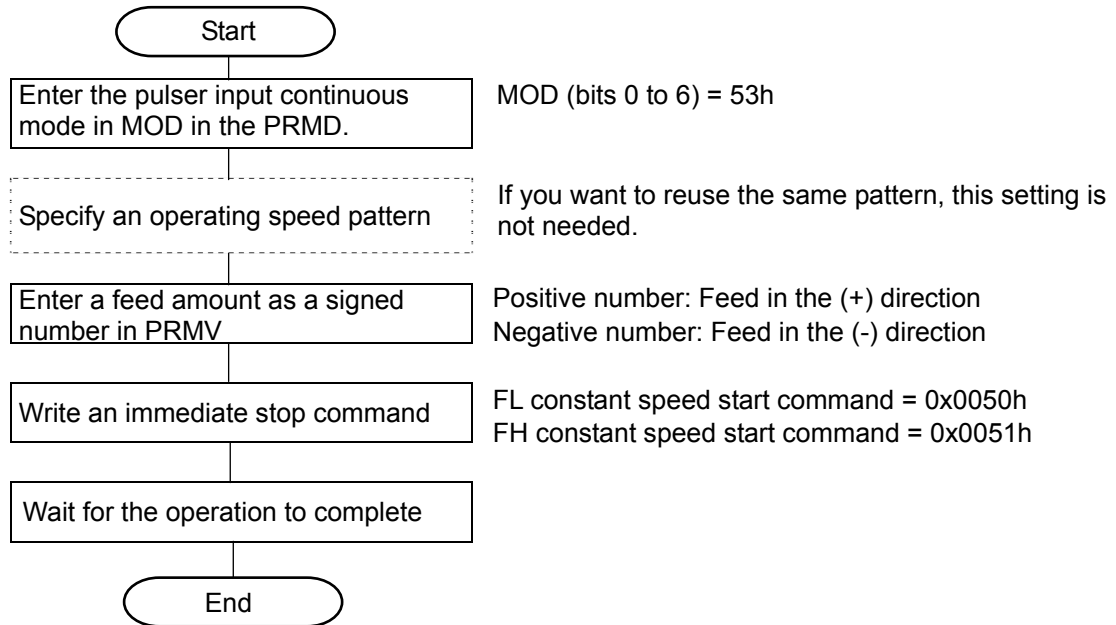 Start
Enter the pulser input continuous
mode in MOD in the PRMD.
MOD (bits 0 to 6) = 53h
Specify an operating speed pattern
If you want to reuse the same pattern, this setting is
not needed.
Enter a feed amount as a signed
number in PRMV
Positive number: Feed in the (+) direction
Negative number: Feed in the (-) direction
Write an immediate stop command
FL constant speed start command = 0x0050h
FH constant speed start command = 0x0051h
Wait for the operation to complete
End